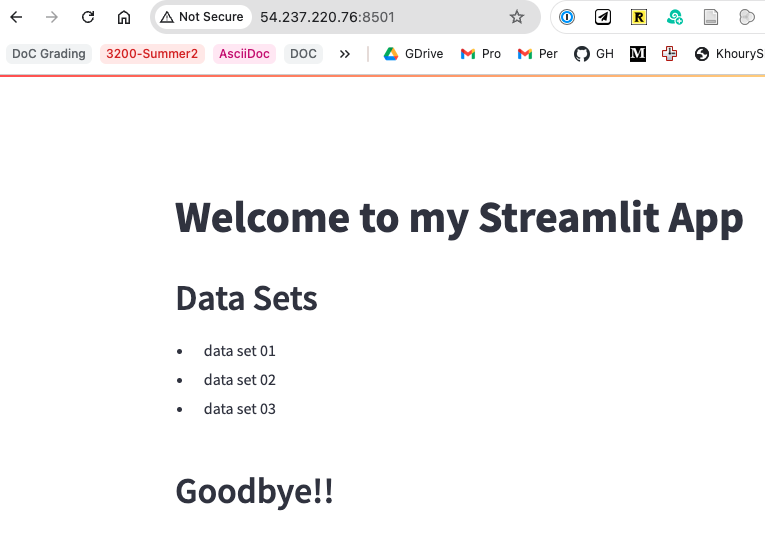 Not Secure 54.237.220.76:8501 R
DoC Grading 3200-Summer2 AsciiDoc DOC » GDrive Pro Per GH M KhouryS
Welcome to my Streamlit App
Data Sets
• data set 01
• data set 02
• data set 03
Goodbye!!